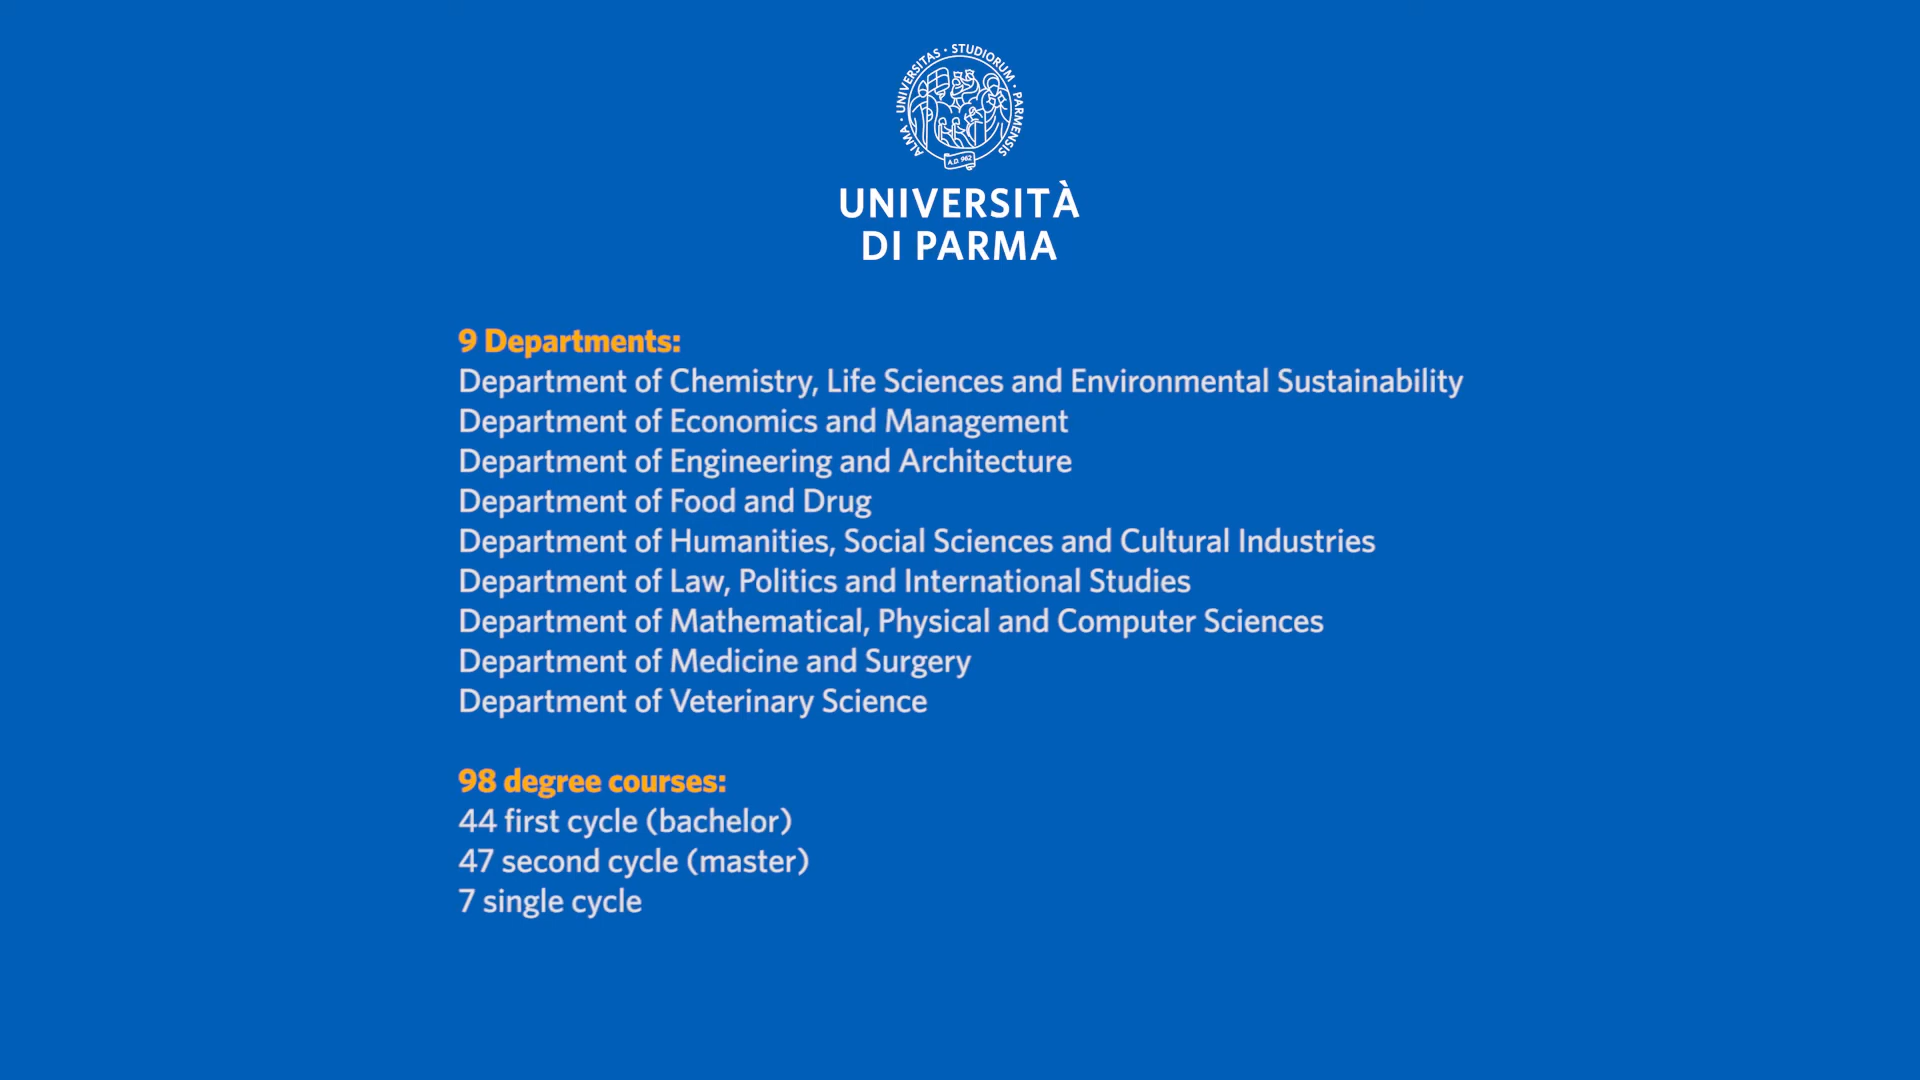 ALMA · UNIVERSITAS · STUDIORUM · PARMENSIS
A.D. 962
UNIVERSITÀ
DI PARMA
9 Departments:
Department of Chemistry, Life Sciences and Environmental Sustainability
Department of Economics and Management
Department of Engineering and Architecture
Department of Food and Drug
Department of Humanities, Social Sciences and Cultural Industries
Department of Law, Politics and International Studies
Department of Mathematical, Physical and Computer Sciences
Department of Medicine and Surgery
Department of Veterinary Science
98 degree courses:
44 first cycle (bachelor)
47 second cycle (master)
7 single cycle